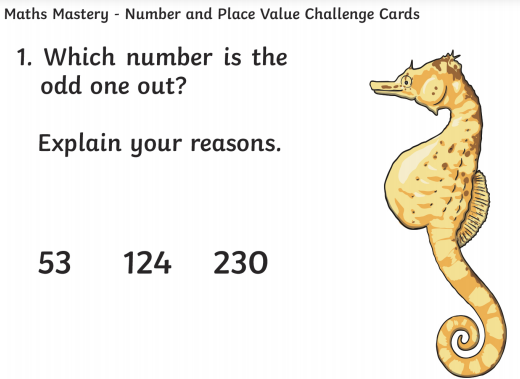 Maths Mastery - Number and Place Value Challenge Cards
1. Which number is the
odd one out?
Explain your reasons.
53 124 230